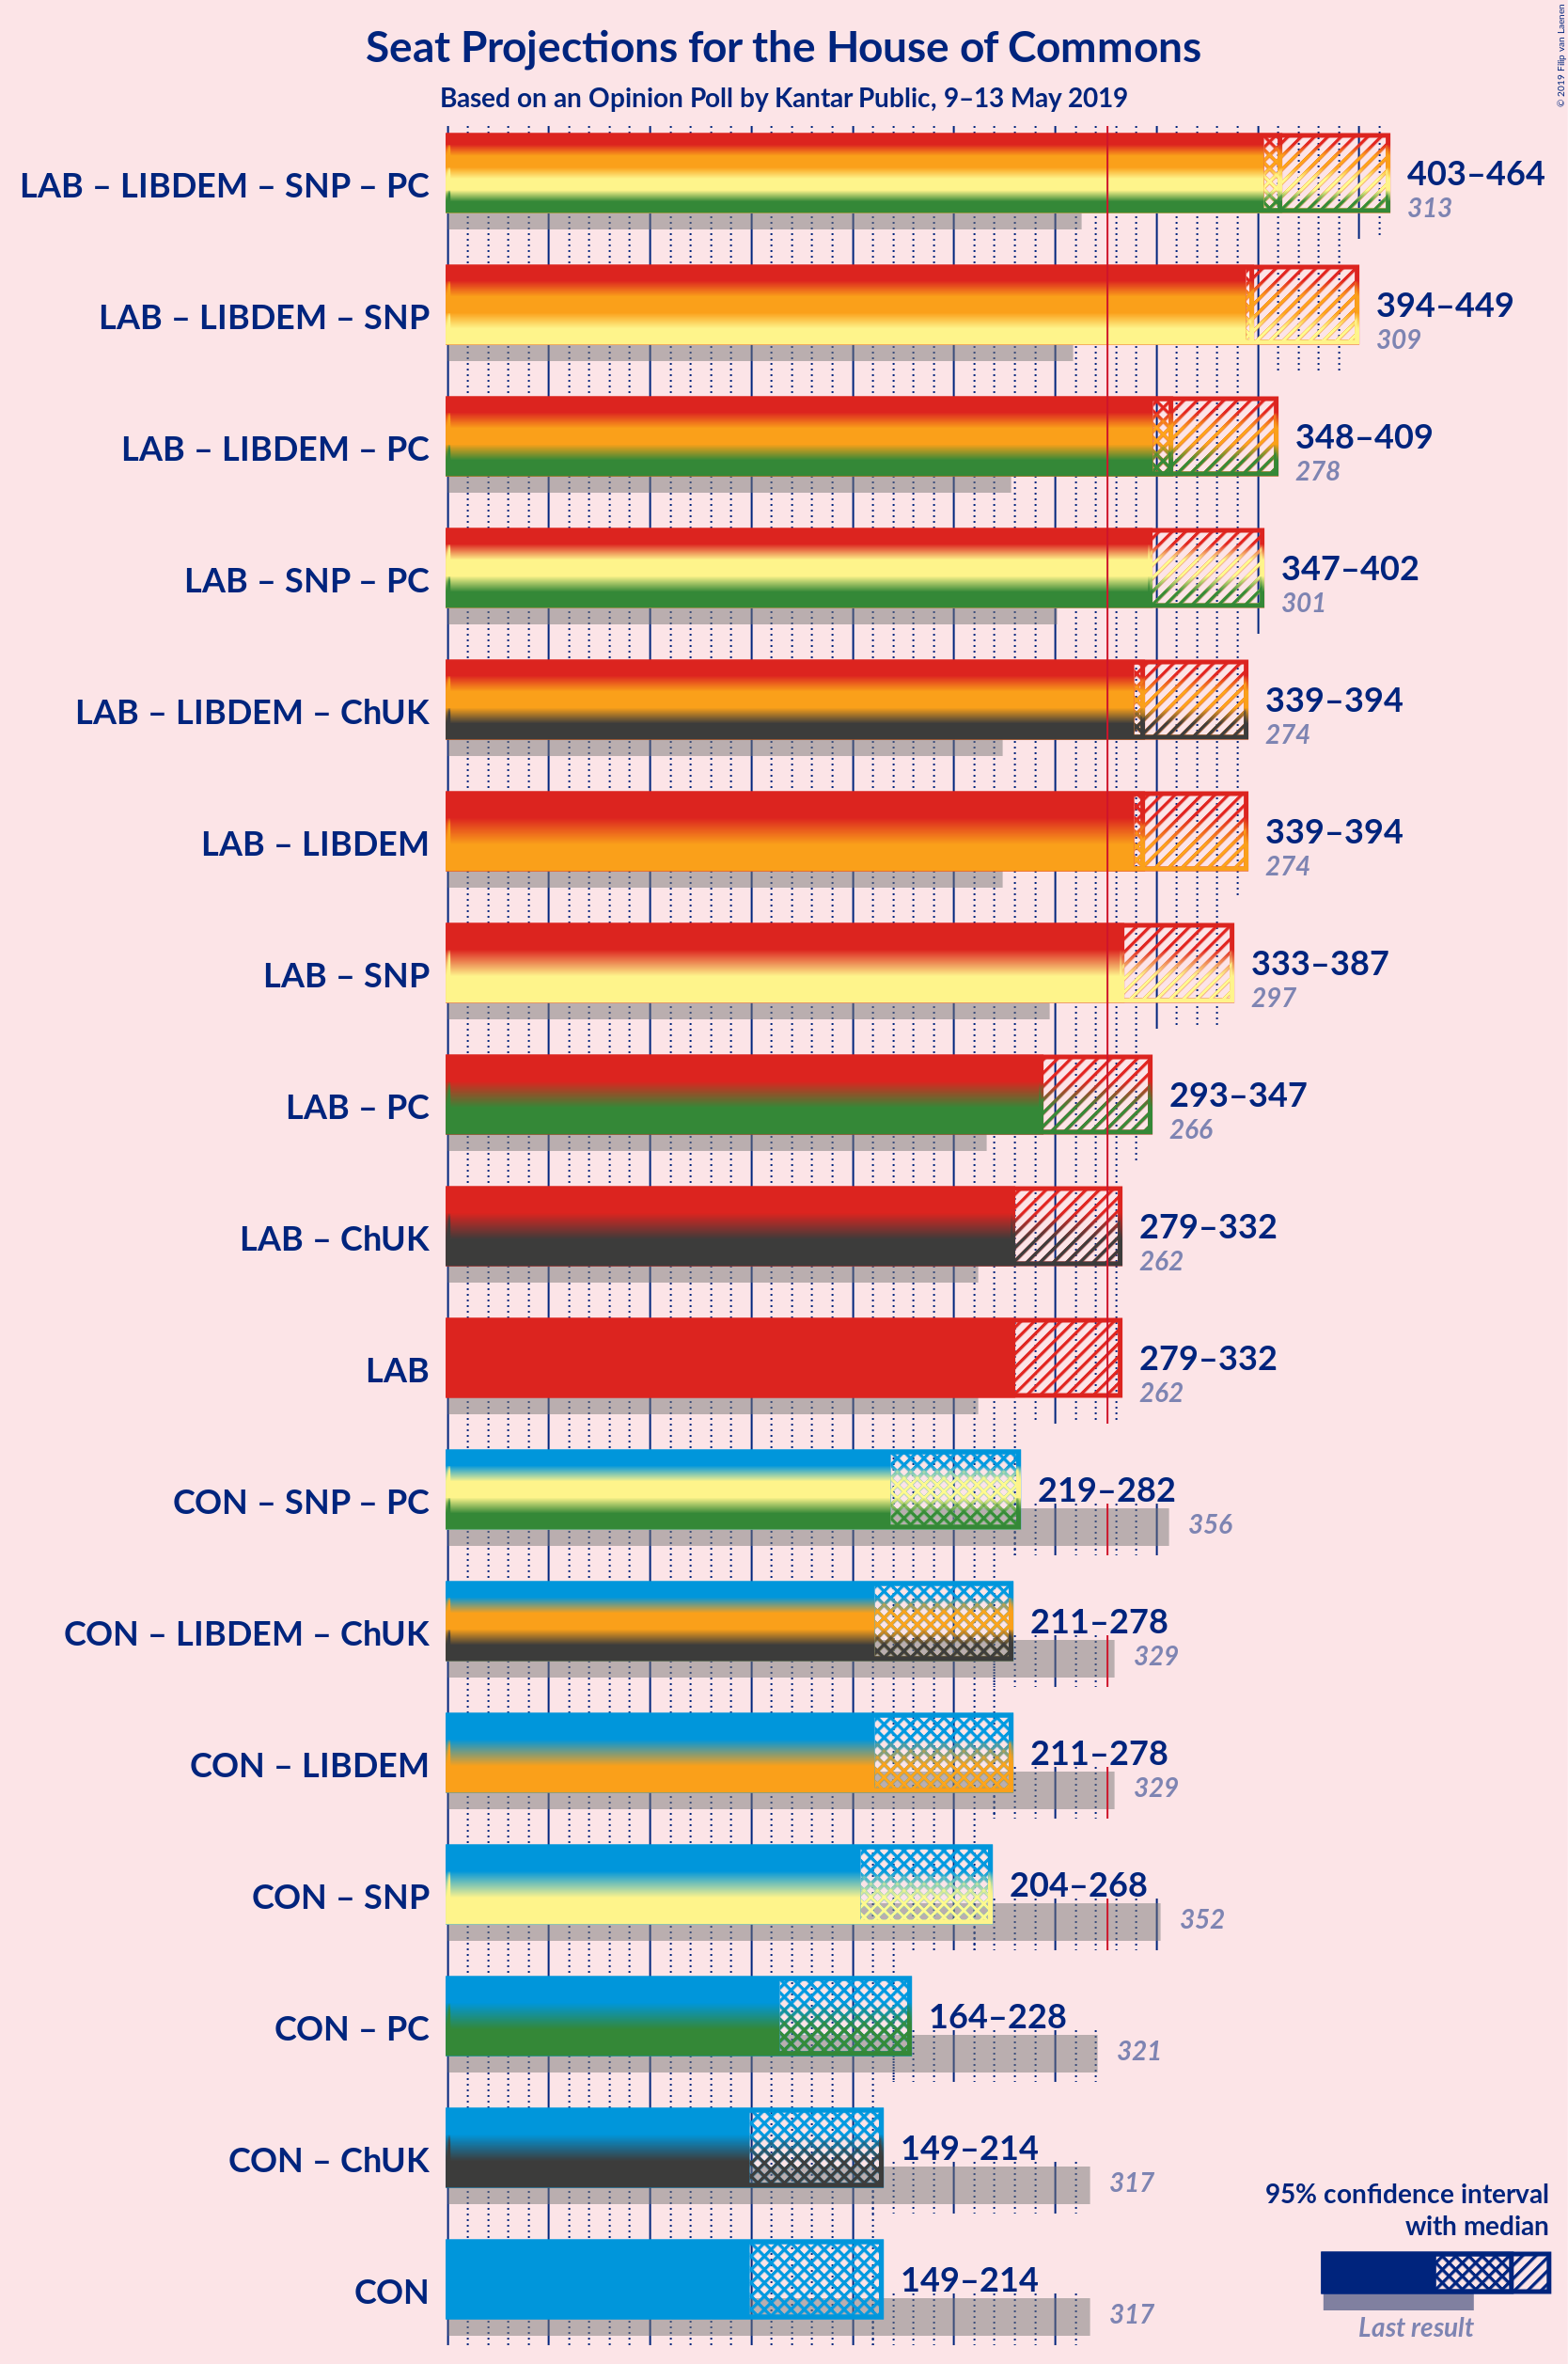 Seat Projections for the House of Commons
Based on an Opinion Poll by Kantar Public, 9–13 May 2019
© 2019 Filip van Laenen
LAB – LIBDEM – SNP – PC
403–464
313
LAB – LIBDEM – SNP
394–449
309
LAB – LIBDEM – PC
348–409
278
LAB – SNP – PC
347–402
301
LAB – LIBDEM – ChUK
339–394
274
LAB – LIBDEM
339–394
274
LAB – SNP
333–387
297
LAB – PC
293–347
266
LAB – ChUK
279–332
262
LAB
279–332
262
CON – SNP – PC
219–282
356
CON – LIBDEM – ChUK
211–278
329
CON – LIBDEM
211–278
329
CON – SNP
204–268
352
CON – PC
164–228
321
CON – ChUK
149–214
317
CON
149–214
317
95% confidence interval
with median
Last result